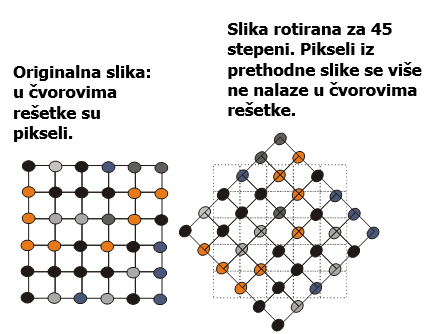 Originalna slika:
u čvorovima
rešetke su
pikseli.
Slika rotirana za 45
stepeni. Pikseli iz
prethodne slike se više
ne nalaze u čvorovima
rešetke.